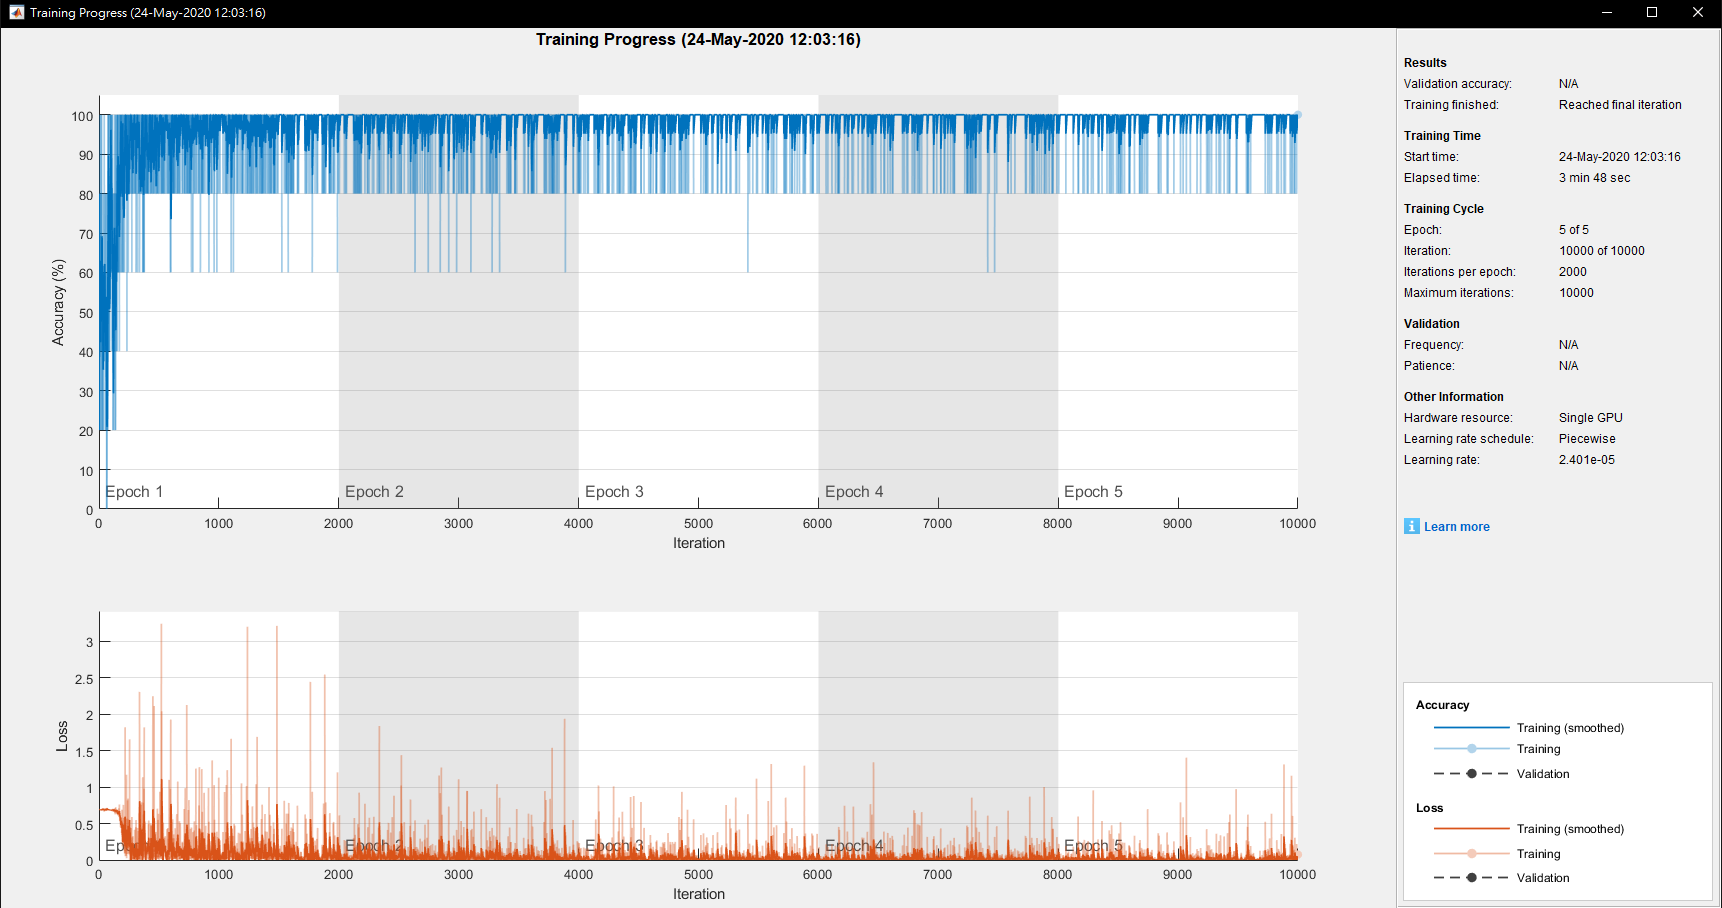 Training Progress (24-May-2020 12:03:16)
Training Progress (24-May-2020 12:03:16)
100
90
80
70
60
50
40
30
20
10
0
Accuracy (%)
Epoch 1
Epoch 2
Epoch 3
Epoch 4
Epoch 5
0 1000 2000 3000 4000 5000 6000 7000 8000 9000 10000
Iteration
3
2.5
2
1.5
1
0.5
0
Loss
Epoch 1
Epoch 2
Epoch 3
Epoch 4
Epoch 5
0 1000 2000 3000 4000 5000 6000 7000 8000 9000 10000
Iteration
Results
Validation accuracy: N/A
Training finished: Reached final iteration
Training Time
Start time: 24-May-2020 12:03:16
Elapsed time: 3 min 48 sec
Training Cycle
Epoch: 5 of 5
Iteration: 10000 of 10000
Iterations per epoch: 2000
Maximum iterations: 10000
Validation
Frequency: N/A
Patience: N/A
Other Information
Hardware resource: Single GPU
Learning rate schedule: Piecewise
Learning rate: 2.401e-05
i Learn more
Accuracy
Training (smoothed)
Training
Validation
Loss
Training (smoothed)
Training
Validation